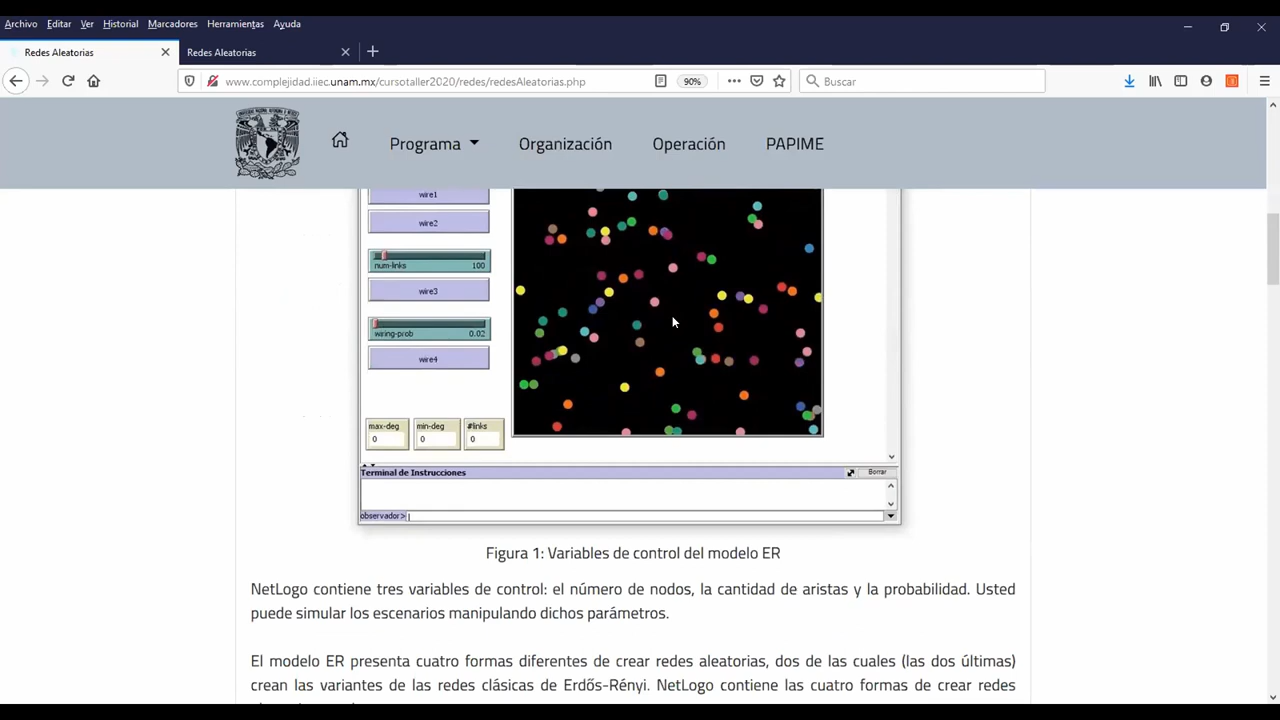 Archivo Editar Ver Historial Marcadores Herramientas Ayuda
Redes Aleatorias
Redes Aleatorias
www.complejidad.iiec.unam.mx/cursotaller2020/redes/redesAleatorias.php
90%
Buscar
Programa Organización Operación PAPIME
wire1
wire2
num-links 100
wire3
wiring-prob 0.02
wire4
max-deg min-deg #links
0 0 0
Terminal de Instrucciones Borrar
observador>
Figura 1: Variables de control del modelo ER
NetLogo contiene tres variables de control: el número de nodos, la cantidad de aristas y la probabilidad. Usted
puede simular los escenarios manipulando dichos parámetros.
El modelo ER presenta cuatro formas diferentes de crear redes aleatorias, dos de las cuales (las dos últimas)
crean las variantes de las redes clásicas de Erdős-Rényi. NetLogo contiene las cuatro formas de crear redes